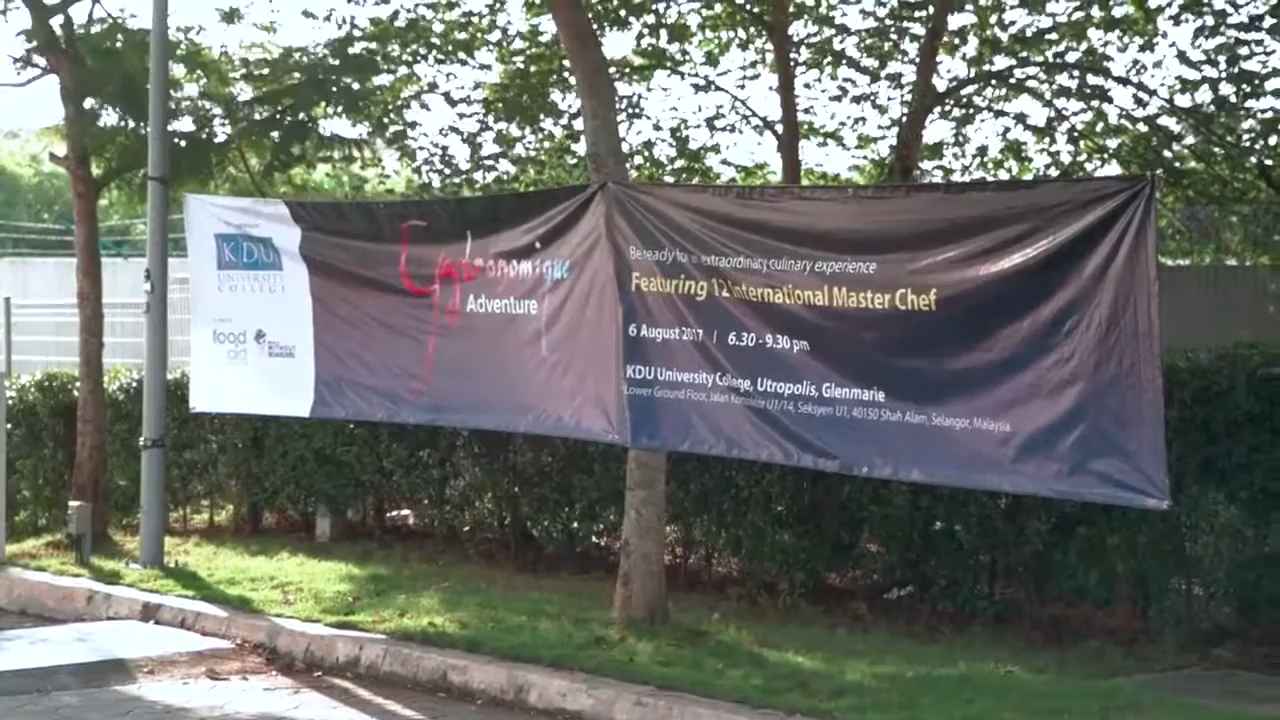 KDU
UNIVERSITY
COLLEGE
food
aid
WITHOUT
Gastronomique
Adventure
Be ready for extraordinary culinary experience
Featuring 12 International Master Chef
6 August 2017 | 6.30 - 9.30 pm
KDU University College, Utropolis, Glenmarie
Lower Ground Floor, Jalan Kontraktor U1/14, Seksyen U1, 40150 Shah Alam, Selangor, Malaysia